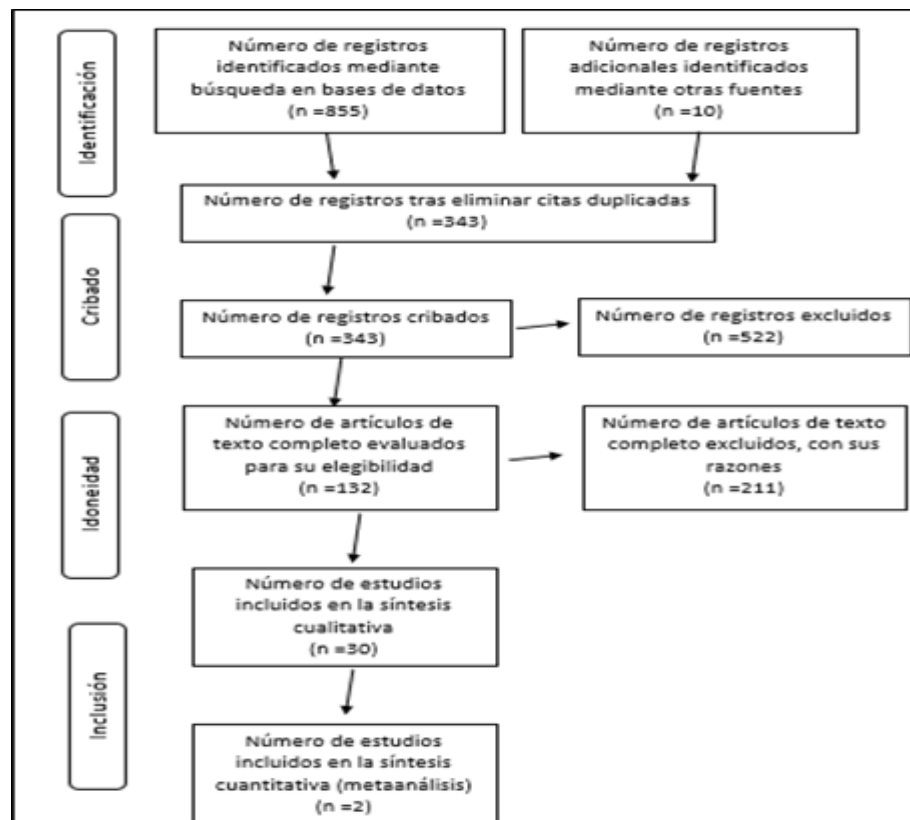 Identificación
Número de registros
identificados mediante
búsqueda en bases de datos
(n =855)
Número de registros
adicionales identificados
mediante otras fuentes
(n =10)
Número de registros tras eliminar citas duplicadas
(n =343)
Cribado
Número de registros cribados
(n =343)
Número de registros excluidos
(n =522)
Idoneidad
Número de artículos de
texto completo evaluados
para su elegibilidad
(n =132)
Número de artículos de texto
completo excluidos, con sus
razones
(n =211)
Número de estudios
incluidos en la síntesis
cualitativa
(n =30)
Inclusión
Número de estudios
incluidos en la síntesis
cuantitativa (metaanálisis)
(n =2)